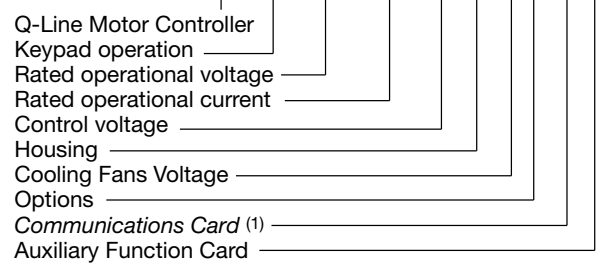 Q-Line Motor Controller
Keypad operation
Rated operational voltage
Rated operational current
Control voltage
Housing
Cooling Fans Voltage
Options
Communications Card (1)
Auxiliary Function Card